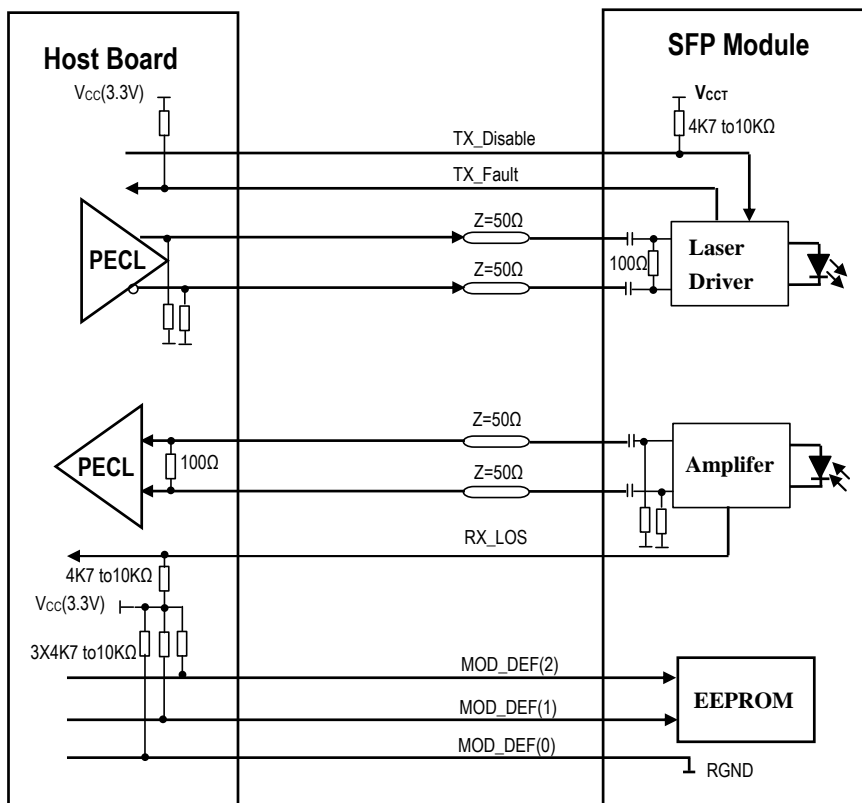 Host Board
SFP Module
VCC(3.3V)
VCCT
4K7 to10KΩ
TX_Disable
TX_Fault
Z=50Ω
PECL
100Ω
Laser
Driver
Z=50Ω
Z=50Ω
PECL
100Ω
Amplifer
Z=50Ω
RX_LOS
4K7 to10KΩ
VCC(3.3V)
3X4K7 to10KΩ
MOD_DEF(2)
EEPROM
MOD_DEF(1)
MOD_DEF(0)
RGND